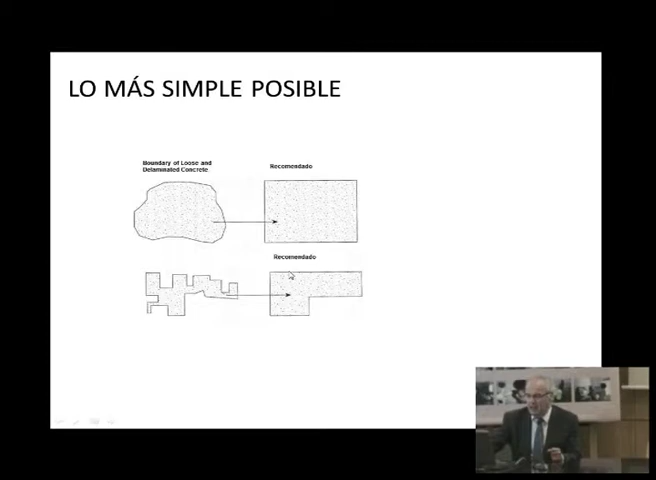 LO MÁS SIMPLE POSIBLE
Boundary of Loose and
Delaminated Concrete
Recomendado
Recomendado